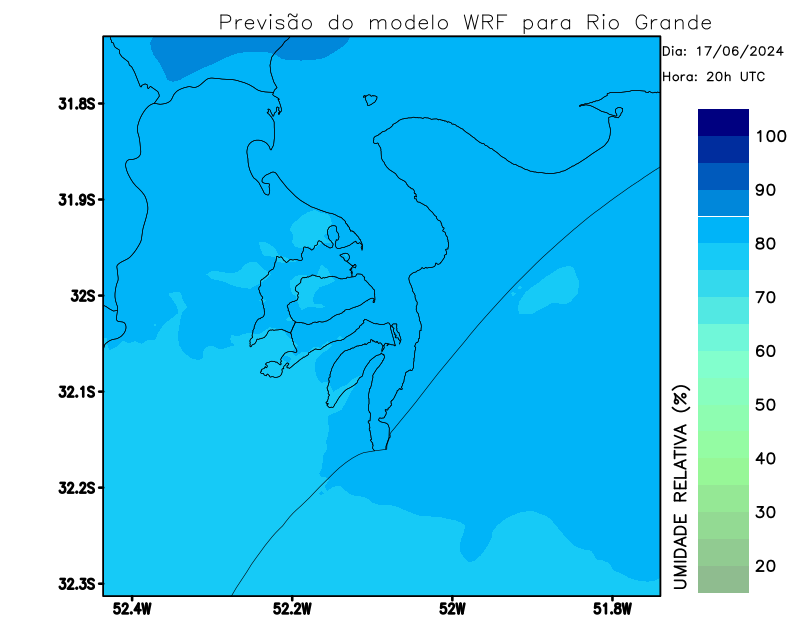 Previsão do modelo WRF para Rio Grande
Dia: 17/06/2024
Hora: 20h UTC
31.8S
31.9S
32S
32.1S
32.2S
32.3S
52.4W
52.2W
52W
51.8W
100
90
80
70
60
50
40
30
20
UMIDADE RELATIVA (%)